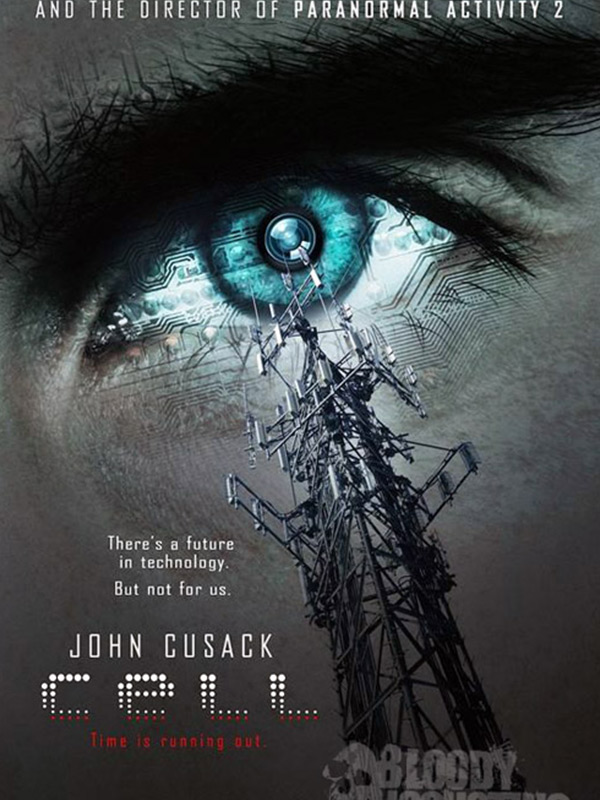 AND THE DIRECTOR OF PARANORMAL ACTIVITY 2
There's a future
in technology.
But not for us.
JOHN CUSACK
CELL
Time is running out.
BLOODY